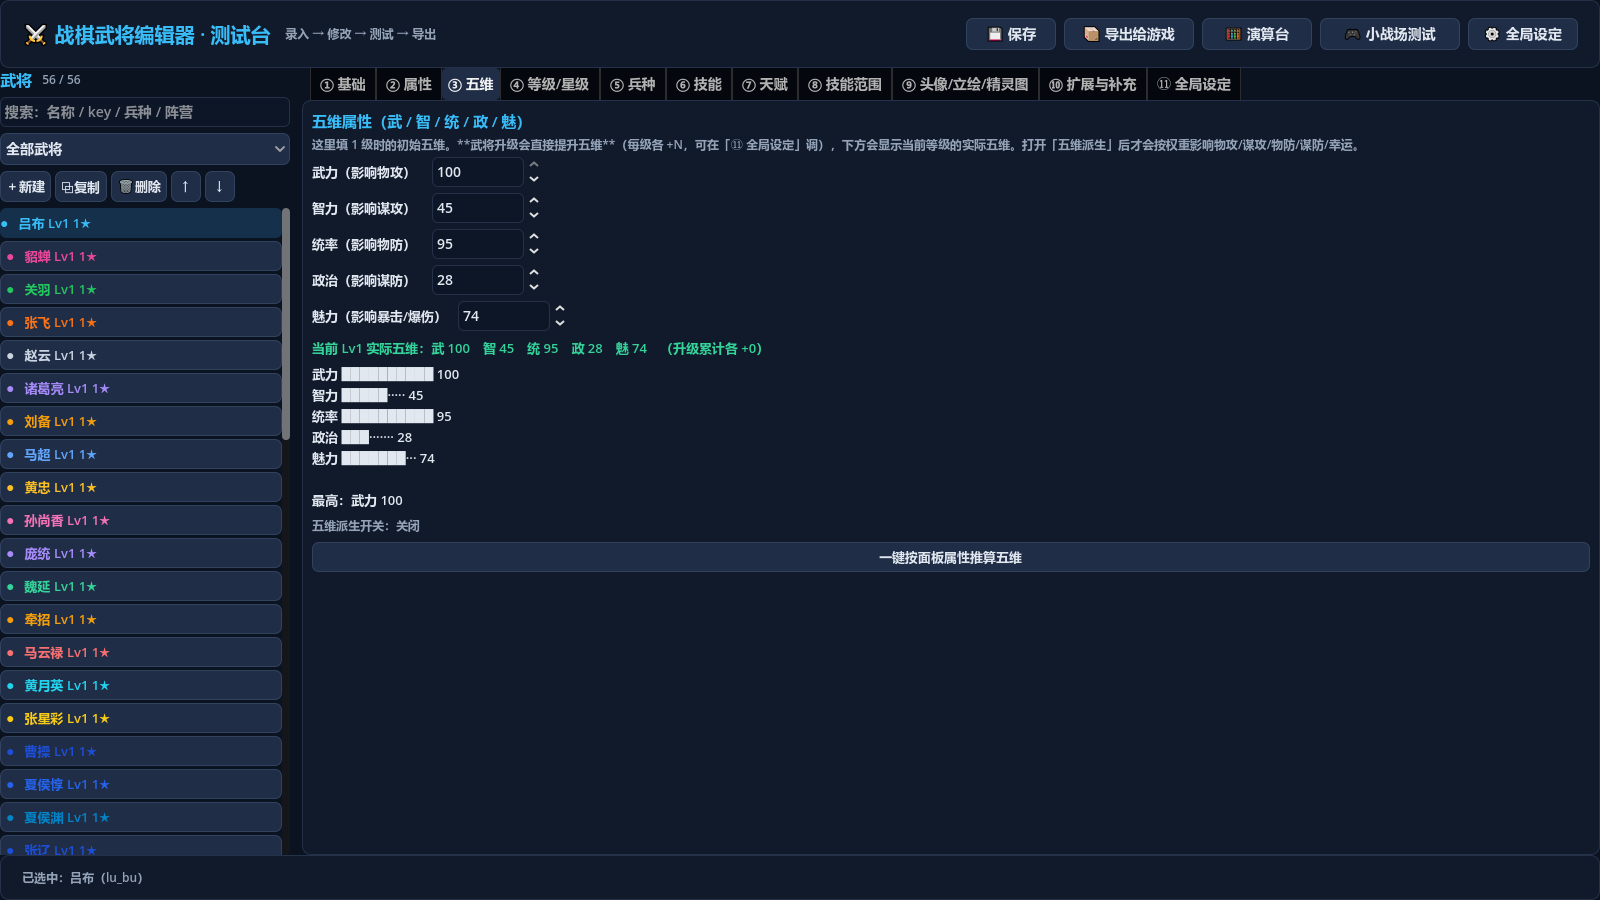 ⚔ 战棋武将编辑器 · 测试台 录入 → 修改 → 测试 → 导出
💾 保存 📦 导出给游戏 🧮 演算台 🎮 小战场测试 ⚙ 全局设定
武将 56 / 56
搜索：名称 / key / 兵种 / 阵营
全部武将
+ 新建 复制 🗑 删除 ↑ ↓
● 吕布 Lv1 1★
● 貂蝉 Lv1 1★
● 关羽 Lv1 1★
● 张飞 Lv1 1★
● 赵云 Lv1 1★
● 诸葛亮 Lv1 1★
● 刘备 Lv1 1★
● 马超 Lv1 1★
● 黄忠 Lv1 1★
● 孙尚香 Lv1 1★
● 庞统 Lv1 1★
● 魏延 Lv1 1★
● 牵招 Lv1 1★
● 马云禄 Lv1 1★
● 黄月英 Lv1 1★
● 张星彩 Lv1 1★
● 曹操 Lv1 1★
● 夏侯惇 Lv1 1★
● 夏侯渊 Lv1 1★
● 张辽 Lv1 1★
① 基础 ② 属性 ③ 五维 ④ 等级/星级 ⑤ 兵种 ⑥ 技能 ⑦ 天赋 ⑧ 技能范围 ⑨ 头像/立绘/精灵图 ⑩ 扩展与补充 ⑪ 全局设定
五维属性（武 / 智 / 统 / 政 / 魅）
这里填 1 级时的初始五维。**武将升级会直接提升五维**（每级各 +N，可在「⑪ 全局设定」调），下方会显示当前等级的实际五维。打开「五维派生」后才会按权重影响物攻/谋攻/物防/谋防/幸运。
武力（影响物攻） 100
智力（影响谋攻） 45
统率（影响物防） 95
政治（影响谋防） 28
魅力（影响暴击/爆伤） 74
当前 Lv1 实际五维：武 100 智 45 统 95 政 28 魅 74 （升级累计各 +0）
武力 ██████████ 100
智力 █████····· 45
统率 ██████████ 95
政治 ███······· 28
魅力 ███████··· 74
最高：武力 100
五维派生开关：关闭
一键按面板属性推算五维
已选中：吕布（lu_bu）